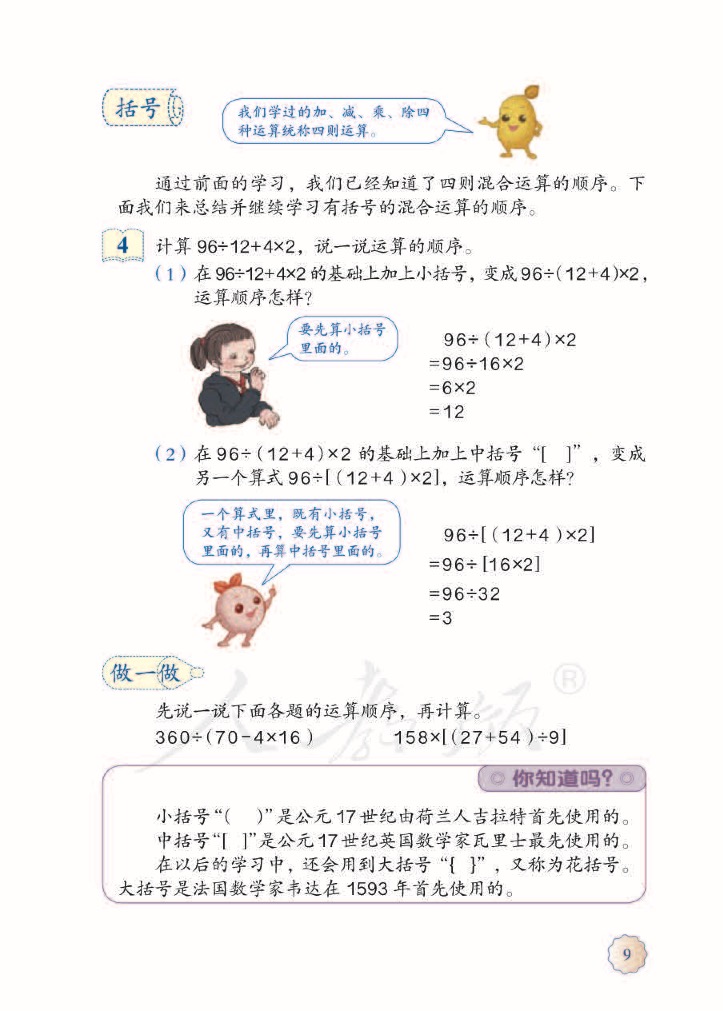 括号
我们学过的加、减、乘、除四
种运算统称四则运算。
通过前面的学习，我们已经知道了四则混合运算的顺序。下
面我们来总结并继续学习有括号的混合运算的顺序。
4 计算 96÷12+4×2，说一说运算的顺序。
（1）在 96÷12+4×2 的基础上加上小括号，变成 96÷(12+4)×2，
运算顺序怎样？
要先算小括号
里面的。
96÷(12+4)×2
=96÷16×2
=6×2
=12
（2）在 96÷(12+4)×2 的基础上加上中括号“[ ]”，变成
另一个算式 96÷[(12+4)×2]，运算顺序怎样？
一个算式里，既有小括号，
又有中括号，要先算小括号
里面的，再算中括号里面的。
96÷[(12+4)×2]
=96÷[16×2]
=96÷32
=3
做一做
先说一说下面各题的运算顺序，再计算。
360÷(70-4×16) 158×[(27+54)÷9]
你知道吗？
小括号“( )”是公元 17 世纪由荷兰人吉拉特首先使用的。
中括号“[ ]”是公元 17 世纪英国数学家瓦里士最先使用的。
在以后的学习中，还会用到大括号“{ }”，又称为花括号。
大括号是法国数学家韦达在 1593 年首先使用的。
9